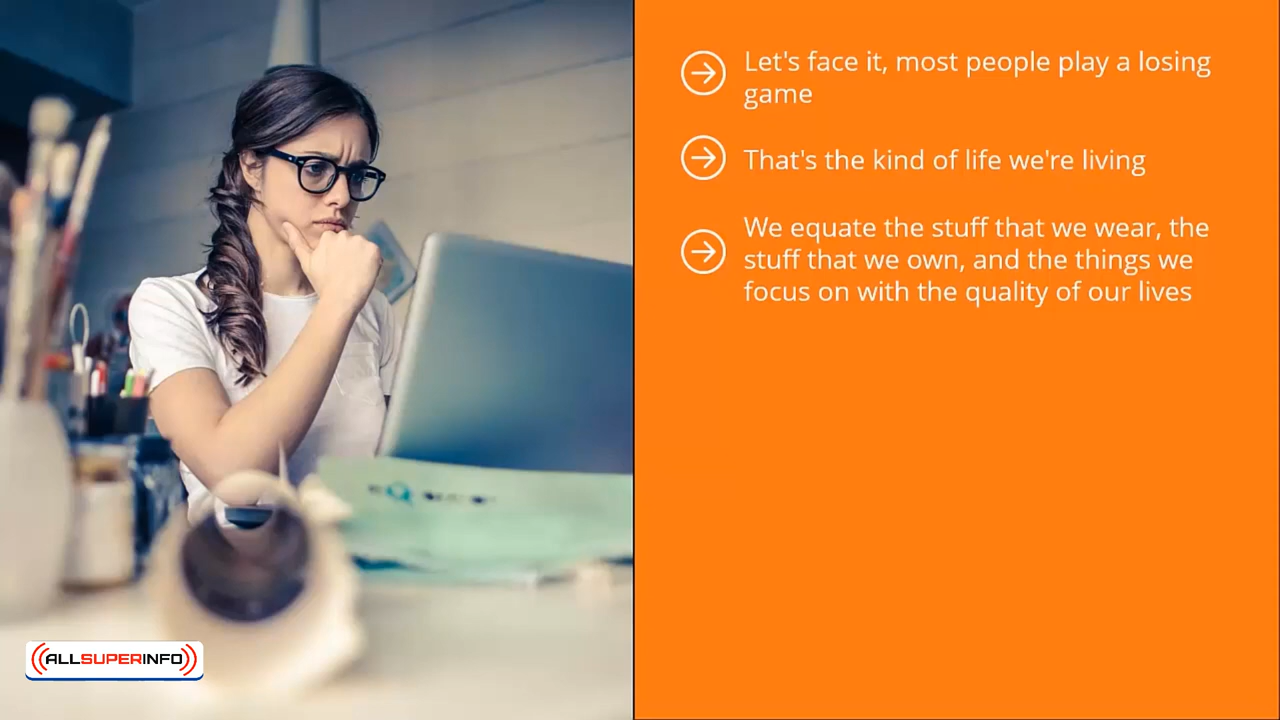 Let's face it, most people play a losing
game
That's the kind of life we're living
We equate the stuff that we wear, the
stuff that we own, and the things we
focus on with the quality of our lives
ALLSUPERINFO